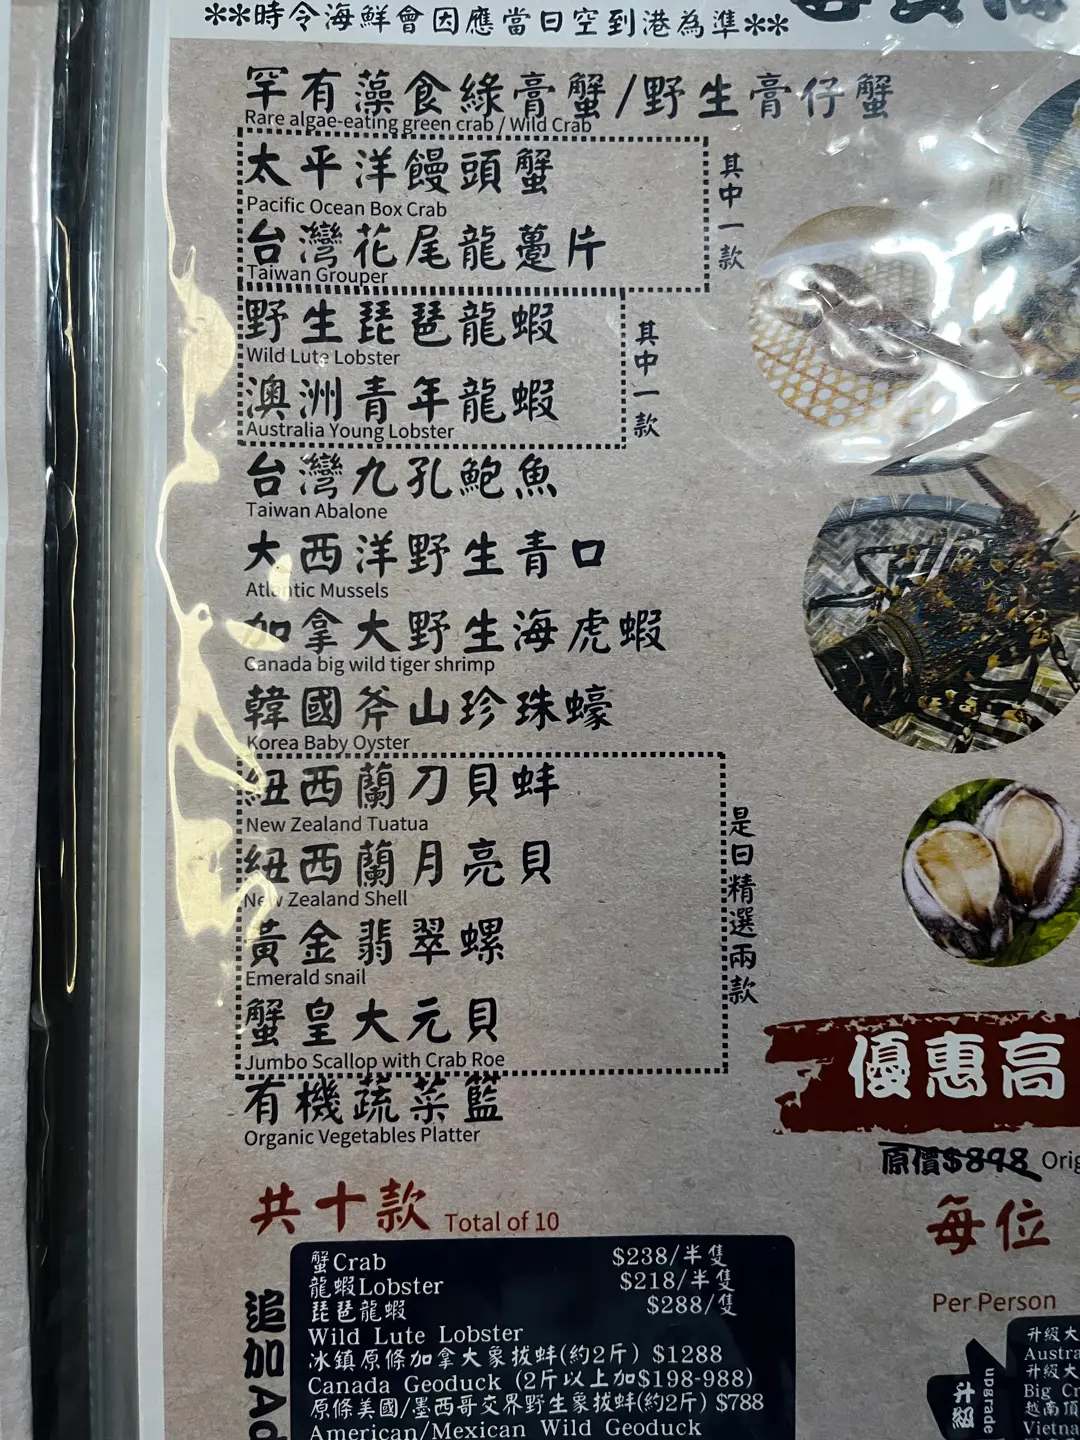 **時令海鮮會因應當日空到港為準**
罕有藻食綠膏蟹/野生膏仔蟹
Rare algae-eating green crab / Wild Crab
太平洋饅頭蟹
Pacific Ocean Box Crab
台灣花尾龍躉片
Taiwan Grouper
其中一款
野生琵琶龍蝦
Wild Lute Lobster
澳洲青年龍蝦
Australia Young Lobster
其中一款
台灣九孔鮑魚
Taiwan Abalone
大西洋野生青口
Atlantic Mussels
加拿大野生海虎蝦
Canada big wild tiger shrimp
韓國斧山珍珠蠔
Korea Baby Oyster
紐西蘭刀貝蚌
New Zealand Tuatua
紐西蘭月亮貝
New Zealand Shell
黃金翡翠螺
Emerald snail
蟹皇大元貝
Jumbo Scallop with Crab Roe
是日精選兩款
有機蔬菜籃
Organic Vegetables Platter
共十款 Total of 10
優惠高
原價$898
每位
Per Person
追加
蟹Crab $238/半隻
龍蝦Lobster $218/半隻
琵琶龍蝦 $288/隻
Wild Lute Lobster
冰鎮原條加拿大象拔蚌(約2斤) $1288
Canada Geoduck (2斤以上加$198-988)
原條美國/墨西哥交界野生象拔蚌(約2斤) $788
American/Mexican Wild Geoduck
升級
upgrade
升級大
升級大
越南頂